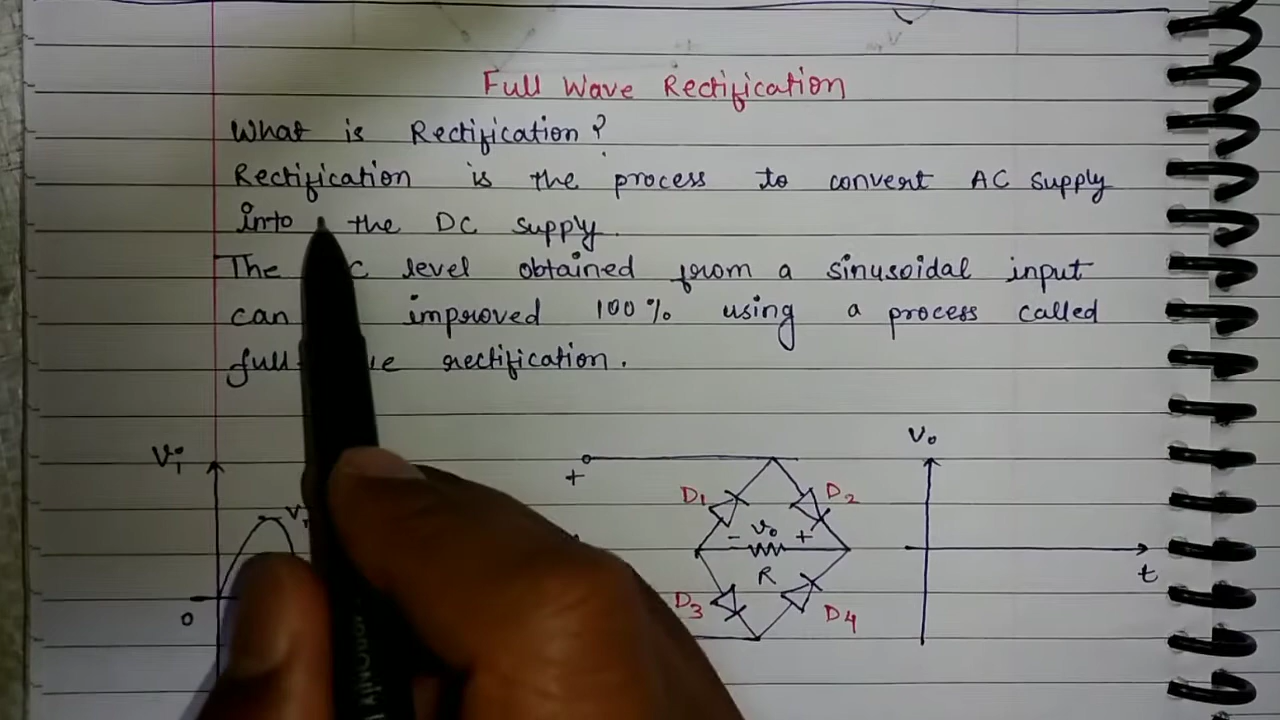 Full Wave Rectification
What is Rectification?
Rectification is the process to convert AC supply
into the DC supply.
The level obtained from a sinusoidal input
can improved 100% using a process called
full rectification.
Vi
Vo
+
D1
D2
- vo +
R
t
D3
D4
0